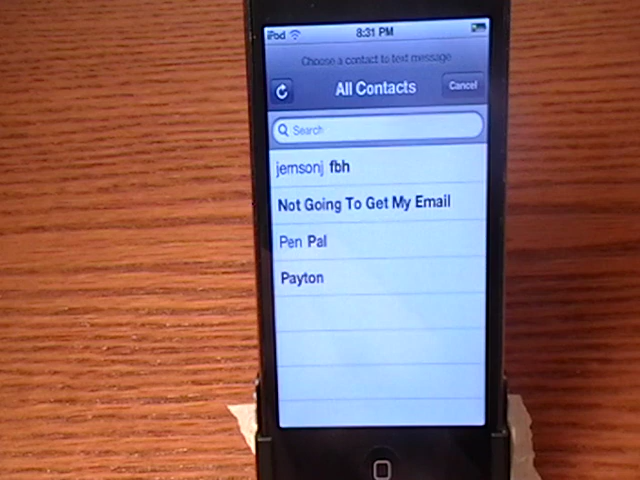 iPod 8:31 PM
Choose a contact to text message
All Contacts
Cancel
Search
jemsonj fbh
Not Going To Get My Email
Pen Pal
Payton